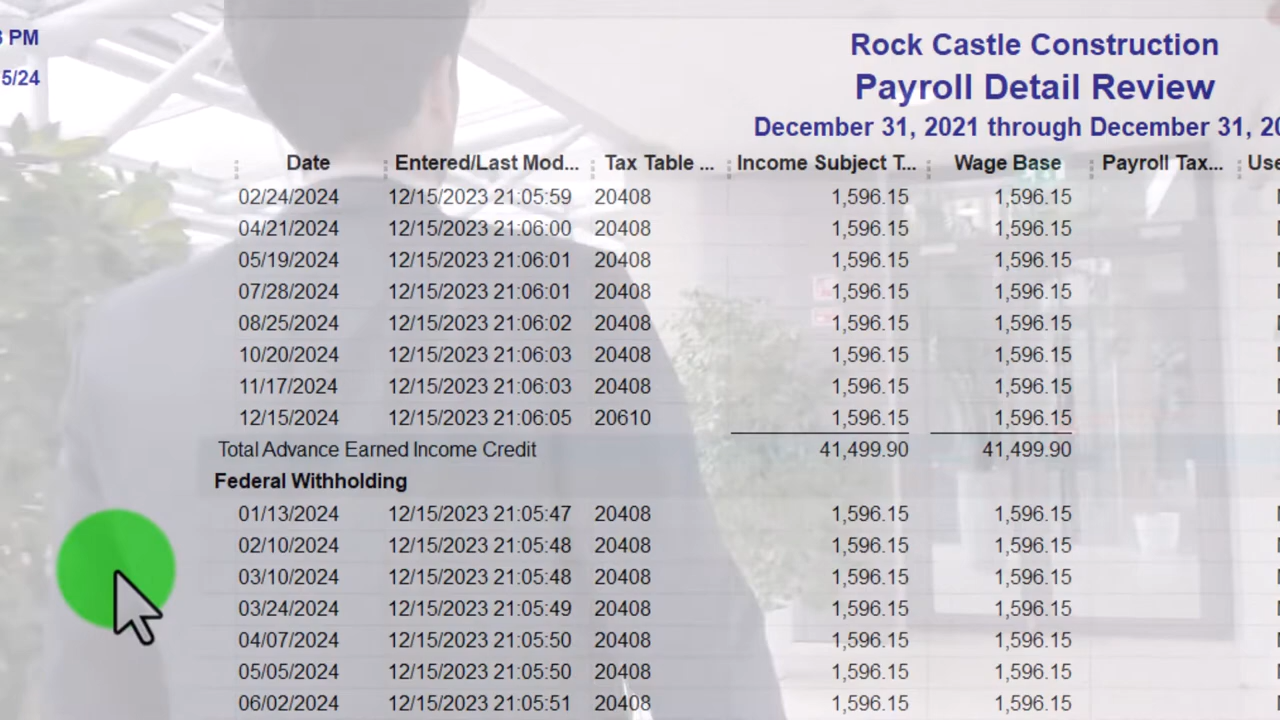 3 PM
5/24
Rock Castle Construction
Payroll Detail Review
December 31, 2021 through December 31, 20
Date Entered/Last Mod... Tax Table ... Income Subject T... Wage Base Payroll Tax... Use
02/24/2024 12/15/2023 21:05:59 20408 1,596.15 1,596.15
04/21/2024 12/15/2023 21:06:00 20408 1,596.15 1,596.15
05/19/2024 12/15/2023 21:06:01 20408 1,596.15 1,596.15
07/28/2024 12/15/2023 21:06:01 20408 1,596.15 1,596.15
08/25/2024 12/15/2023 21:06:02 20408 1,596.15 1,596.15
10/20/2024 12/15/2023 21:06:03 20408 1,596.15 1,596.15
11/17/2024 12/15/2023 21:06:03 20408 1,596.15 1,596.15
12/15/2024 12/15/2023 21:06:05 20610 1,596.15 1,596.15
Total Advance Earned Income Credit 41,499.90 41,499.90
Federal Withholding
01/13/2024 12/15/2023 21:05:47 20408 1,596.15 1,596.15
02/10/2024 12/15/2023 21:05:48 20408 1,596.15 1,596.15
03/10/2024 12/15/2023 21:05:48 20408 1,596.15 1,596.15
03/24/2024 12/15/2023 21:05:49 20408 1,596.15 1,596.15
04/07/2024 12/15/2023 21:05:50 20408 1,596.15 1,596.15
05/05/2024 12/15/2023 21:05:50 20408 1,596.15 1,596.15
06/02/2024 12/15/2023 21:05:51 20408 1,596.15 1,596.15